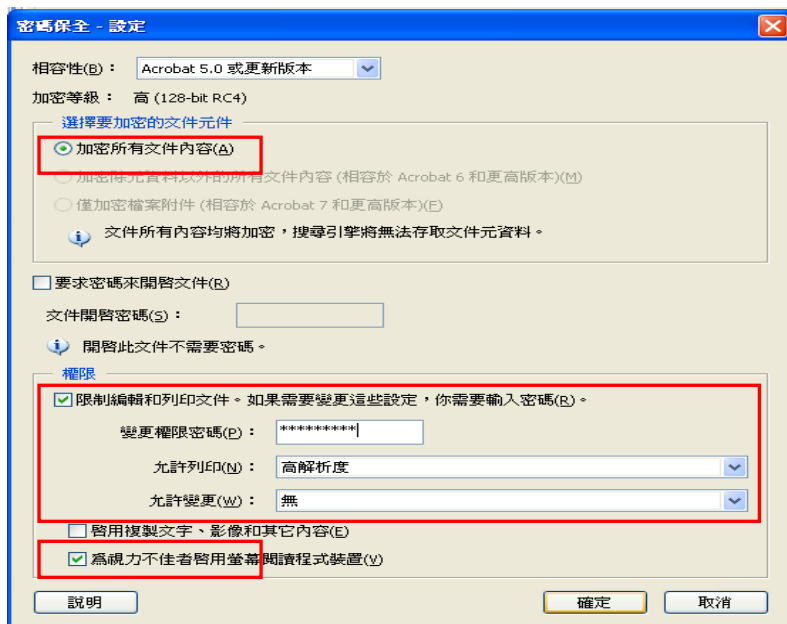 密碼保全 - 設定
相容性(B)： Acrobat 5.0 或更新版本
加密等級： 高 (128-bit RC4)
選擇要加密的文件元件
加密所有文件內容(A)
加密除元資料以外的所有文件內容 (相容於 Acrobat 6 和更高版本)(M)
僅加密檔案附件 (相容於 Acrobat 7 和更高版本)(F)
文件所有內容均將加密，搜尋引擎將無法存取文件元資料。
要求密碼來開啓文件(R)
文件開啓密碼(S)：
開啓此文件不需要密碼。
權限
限制編輯和列印文件。如果需要變更這些設定，你需要輸入密碼(R)。
變更權限密碼(P)： *********
允許列印(N)： 高解析度
允許變更(W)： 無
啓用複製文字、影像和其它內容(E)
爲視力不佳者啓用螢幕閱讀程式裝置(V)
說明 確定 取消